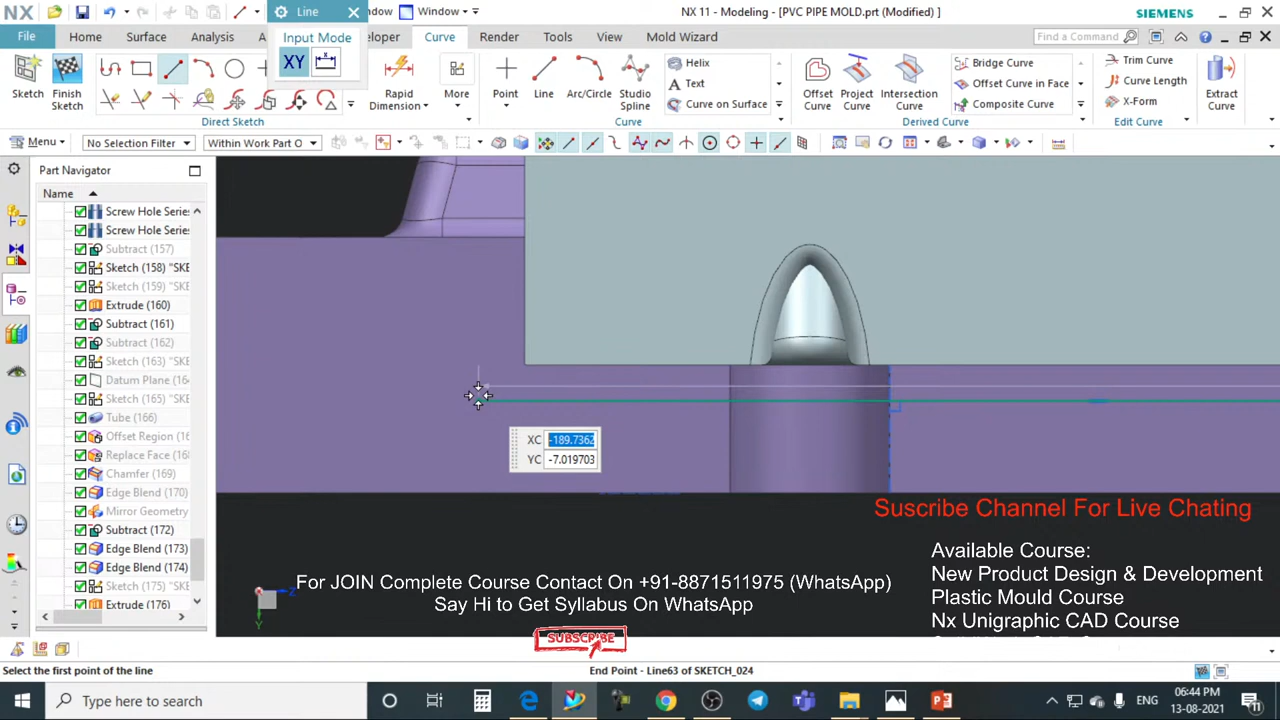 NX
Window
Window
NX 11 - Modeling - [PVC PIPE MOLD.prt (Modified) ]
SIEMENS
Line
Input Mode
XY
File
Home
Surface
Analysis
A
eloper
Curve
Render
Tools
View
Mold Wizard
Find a Command
Sketch
Finish Sketch
Direct Sketch
Rapid Dimension
More
Point
Line
Arc/Circle
Studio Spline
Helix
Text
Curve on Surface
Curve
Offset Curve
Project Curve
Intersection Curve
Bridge Curve
Offset Curve in Face
Composite Curve
Derived Curve
Trim Curve
Curve Length
X-Form
Edit Curve
Extract Curve
Menu
No Selection Filter
Within Work Part O
Part Navigator
Name
Screw Hole Series
Screw Hole Series
Subtract (157)
Sketch (158) "SKE
Sketch (159) "SKE
Extrude (160)
Subtract (161)
Subtract (162)
Sketch (163) "SKE
Datum Plane (164
Sketch (165) "SKE
Tube (166)
Offset Region (16
Replace Face (168
Chamfer (169)
Edge Blend (170)
Mirror Geometry
Subtract (172)
Edge Blend (173)
Edge Blend (174)
Sketch (175) "SKE
Extrude (176)
XC -189.7362
YC -7.019703
Z
Y
Suscribe Channel For Live Chating
Available Course:
New Product Design & Development
Plastic Mould Course
Nx Unigraphic CAD Course
For JOIN Complete Course Contact On +91-8871511975 (WhatsApp)
Say Hi to Get Syllabus On WhatsApp
SUBSCRIBE
Select the first point of the line
End Point - Line63 of SKETCH_024
Type here to search
ENG
06:44 PM
13-08-2021
11